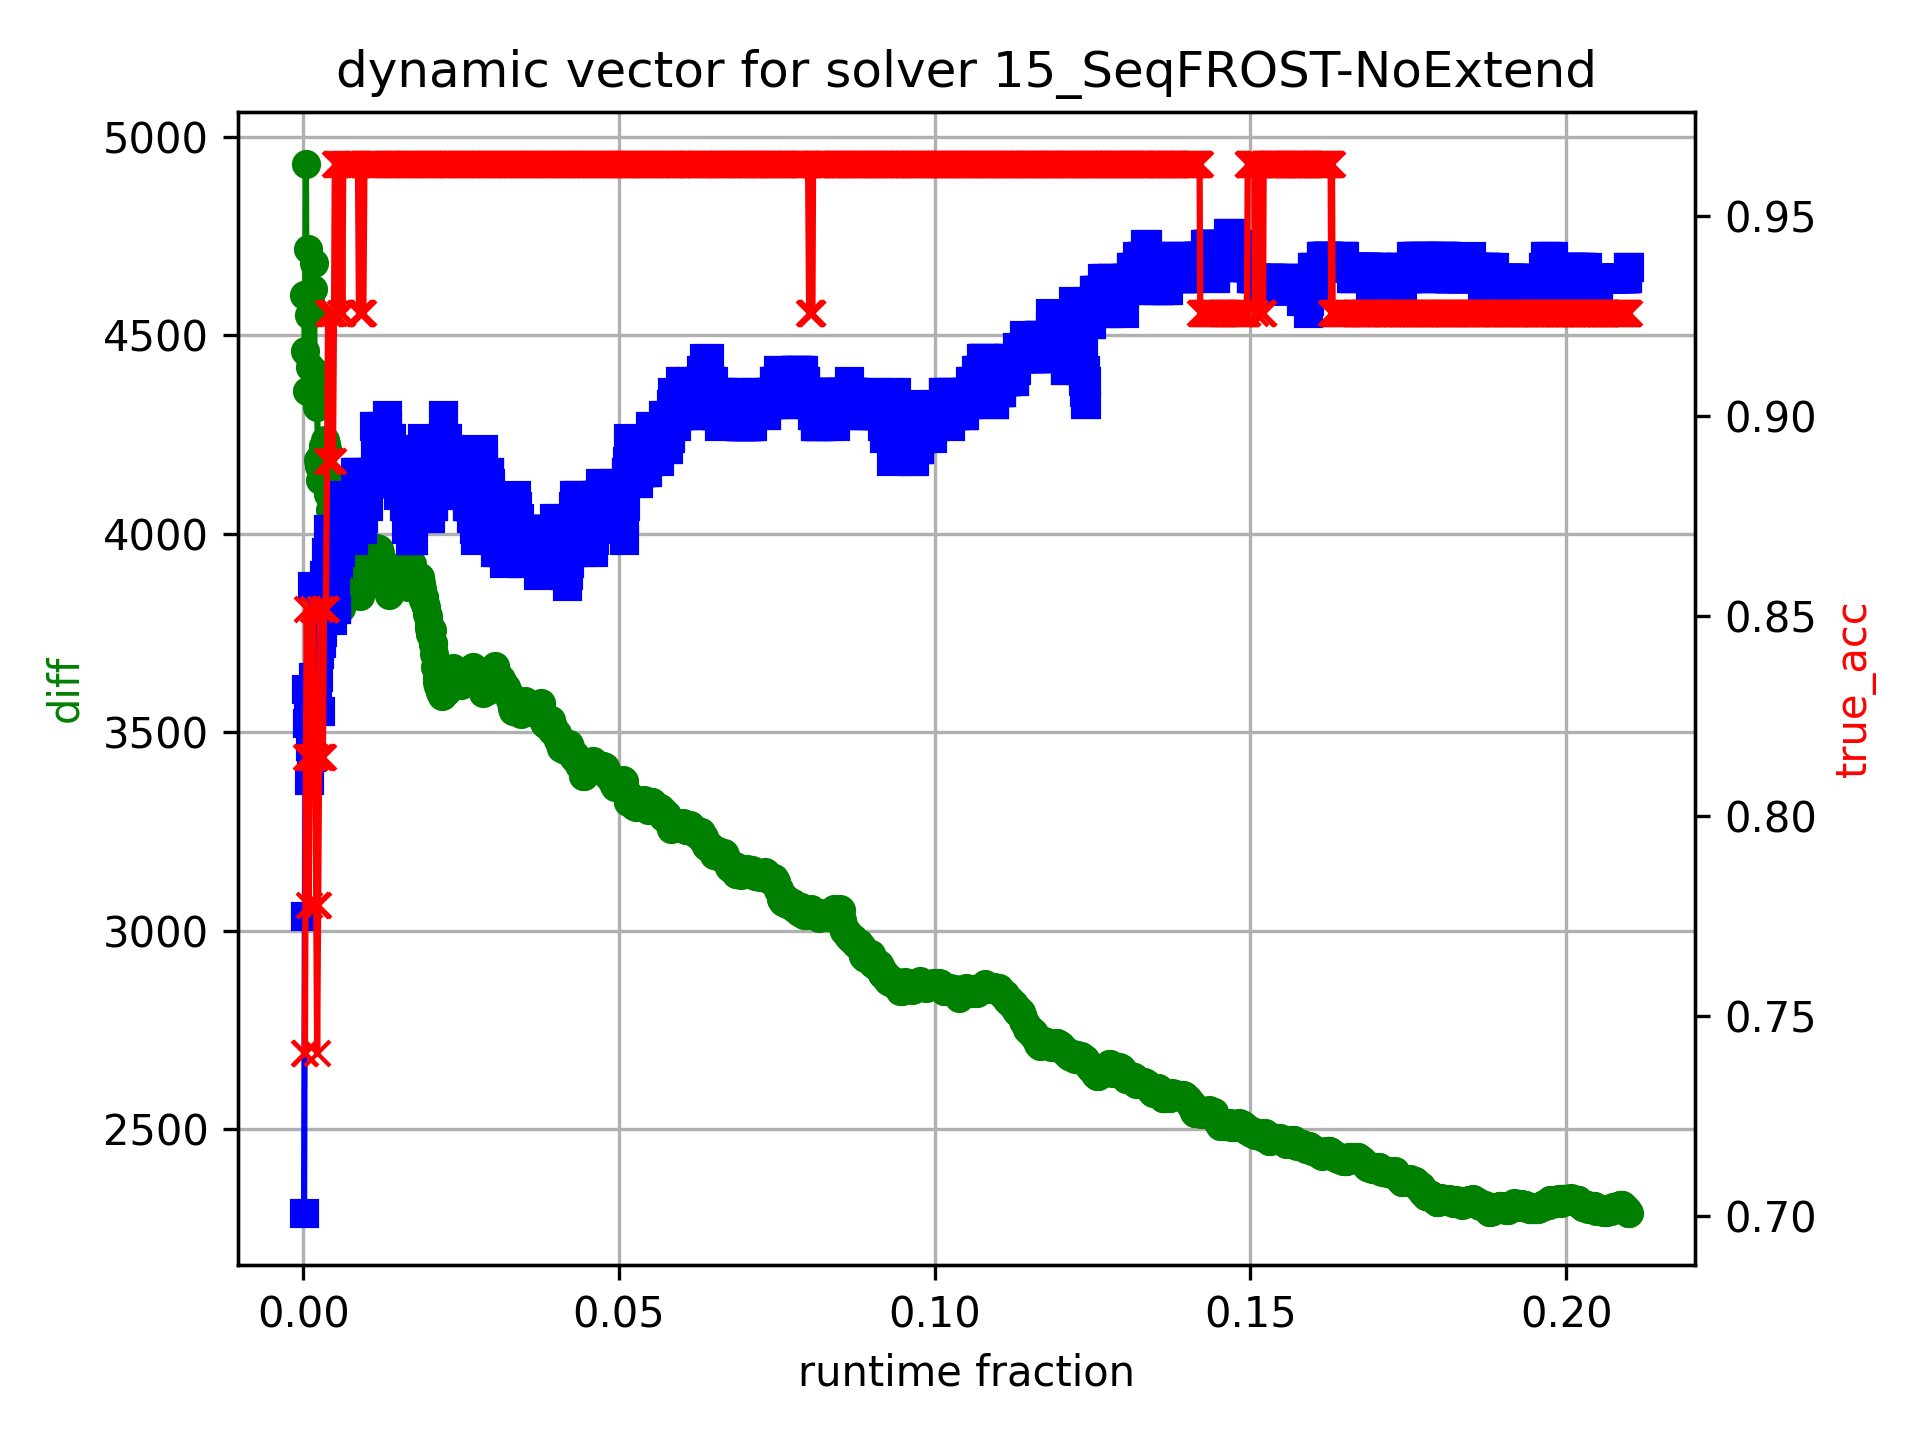 dynamic vector for solver 15_SeqFROST-NoExtend
5000
4500
4000
3500
3000
2500
diff
0.95
0.90
0.85
0.80
0.75
0.70
true_acc
0.00 0.05 0.10 0.15 0.20
runtime fraction